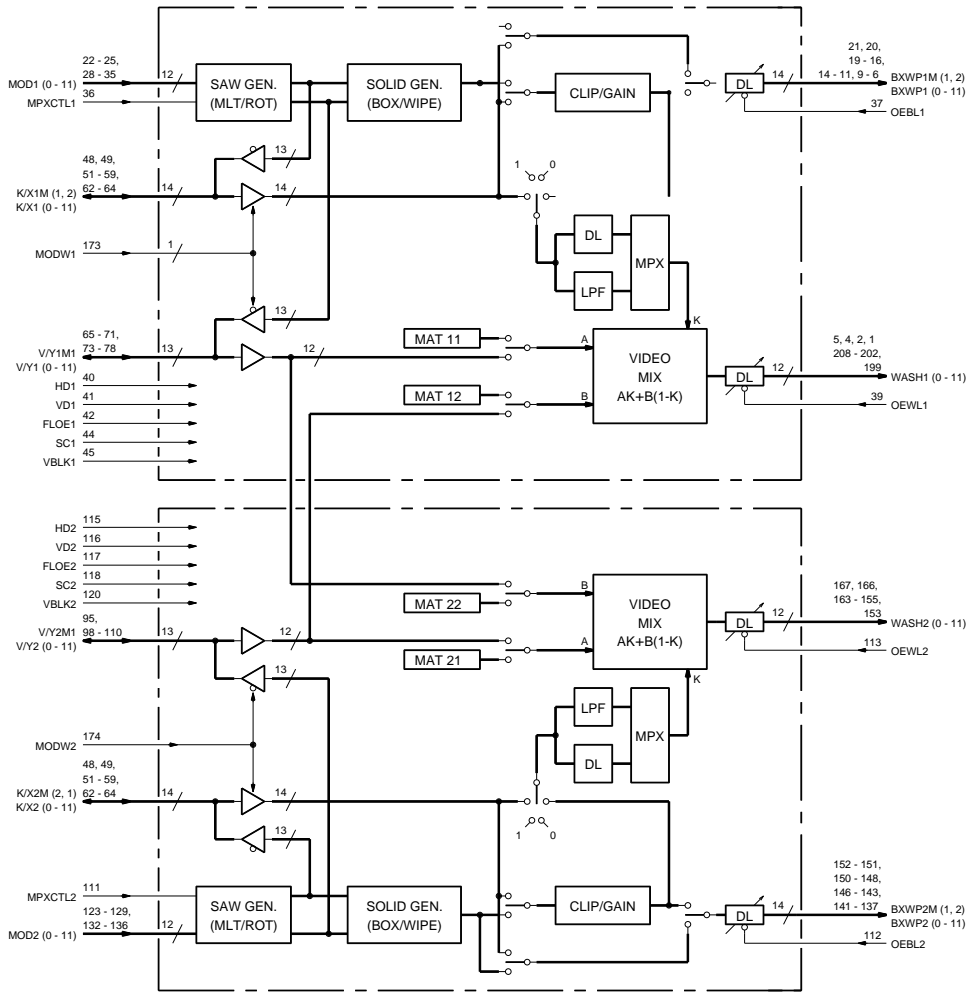 22 - 25,
28 - 35
MOD1 (0 - 11)
12
36
MPXCTL1
SAW GEN.
(MLT/ROT)
SOLID GEN.
(BOX/WIPE)
CLIP/GAIN
DL
14
21, 20,
19 - 16,
14 - 11, 9 - 6
BXWP1M (1, 2)
BXWP1 (0 - 11)
37
OEBL1
13
48, 49,
51 - 59,
62 - 64
K/X1M (1, 2)
K/X1 (0 - 11)
14
14
1
0
DL
LPF
MPX
K
173
MODW1
1
13
65 - 71,
73 - 78
V/Y1M1
V/Y1 (0 - 11)
13
12
MAT 11
MAT 12
A
B
VIDEO
MIX
AK+B(1-K)
DL
12
5, 4, 2, 1
208 - 202,
199
WASH1 (0 - 11)
39
OEWL1
HD1
40
VD1
41
FLOE1
42
SC1
44
VBLK1
45
HD2
115
VD2
116
FLOE2
117
SC2
118
VBLK2
120
95,
98 - 110
V/Y2M1
V/Y2 (0 - 11)
13
12
MAT 22
MAT 21
B
A
VIDEO
MIX
AK+B(1-K)
K
DL
12
167, 166,
163 - 155,
153
WASH2 (0 - 11)
113
OEWL2
13
LPF
DL
MPX
174
MODW2
48, 49,
51 - 59,
62 - 64
K/X2M (2, 1)
K/X2 (0 - 11)
14
14
1
0
13
111
MPXCTL2
123 - 129,
132 - 136
MOD2 (0 - 11)
12
SAW GEN.
(MLT/ROT)
SOLID GEN.
(BOX/WIPE)
CLIP/GAIN
DL
14
152 - 151,
150 - 148,
146 - 143,
141 - 137
BXWP2M (1, 2)
BXWP2 (0 - 11)
112
OEBL2